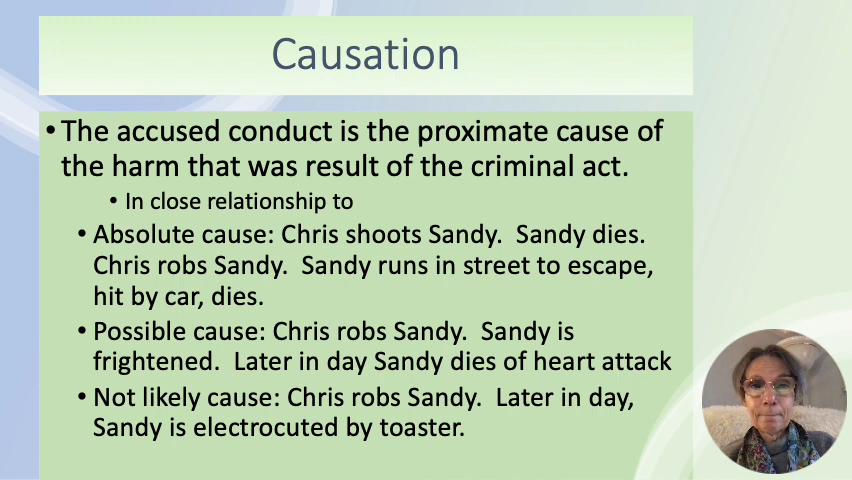 Causation
• The accused conduct is the proximate cause of
the harm that was result of the criminal act.
• In close relationship to
• Absolute cause: Chris shoots Sandy.  Sandy dies.
Chris robs Sandy.  Sandy runs in street to escape,
hit by car, dies.
• Possible cause: Chris robs Sandy.  Sandy is
frightened.  Later in day Sandy dies of heart attack
• Not likely cause: Chris robs Sandy.  Later in day,
Sandy is electrocuted by toaster.